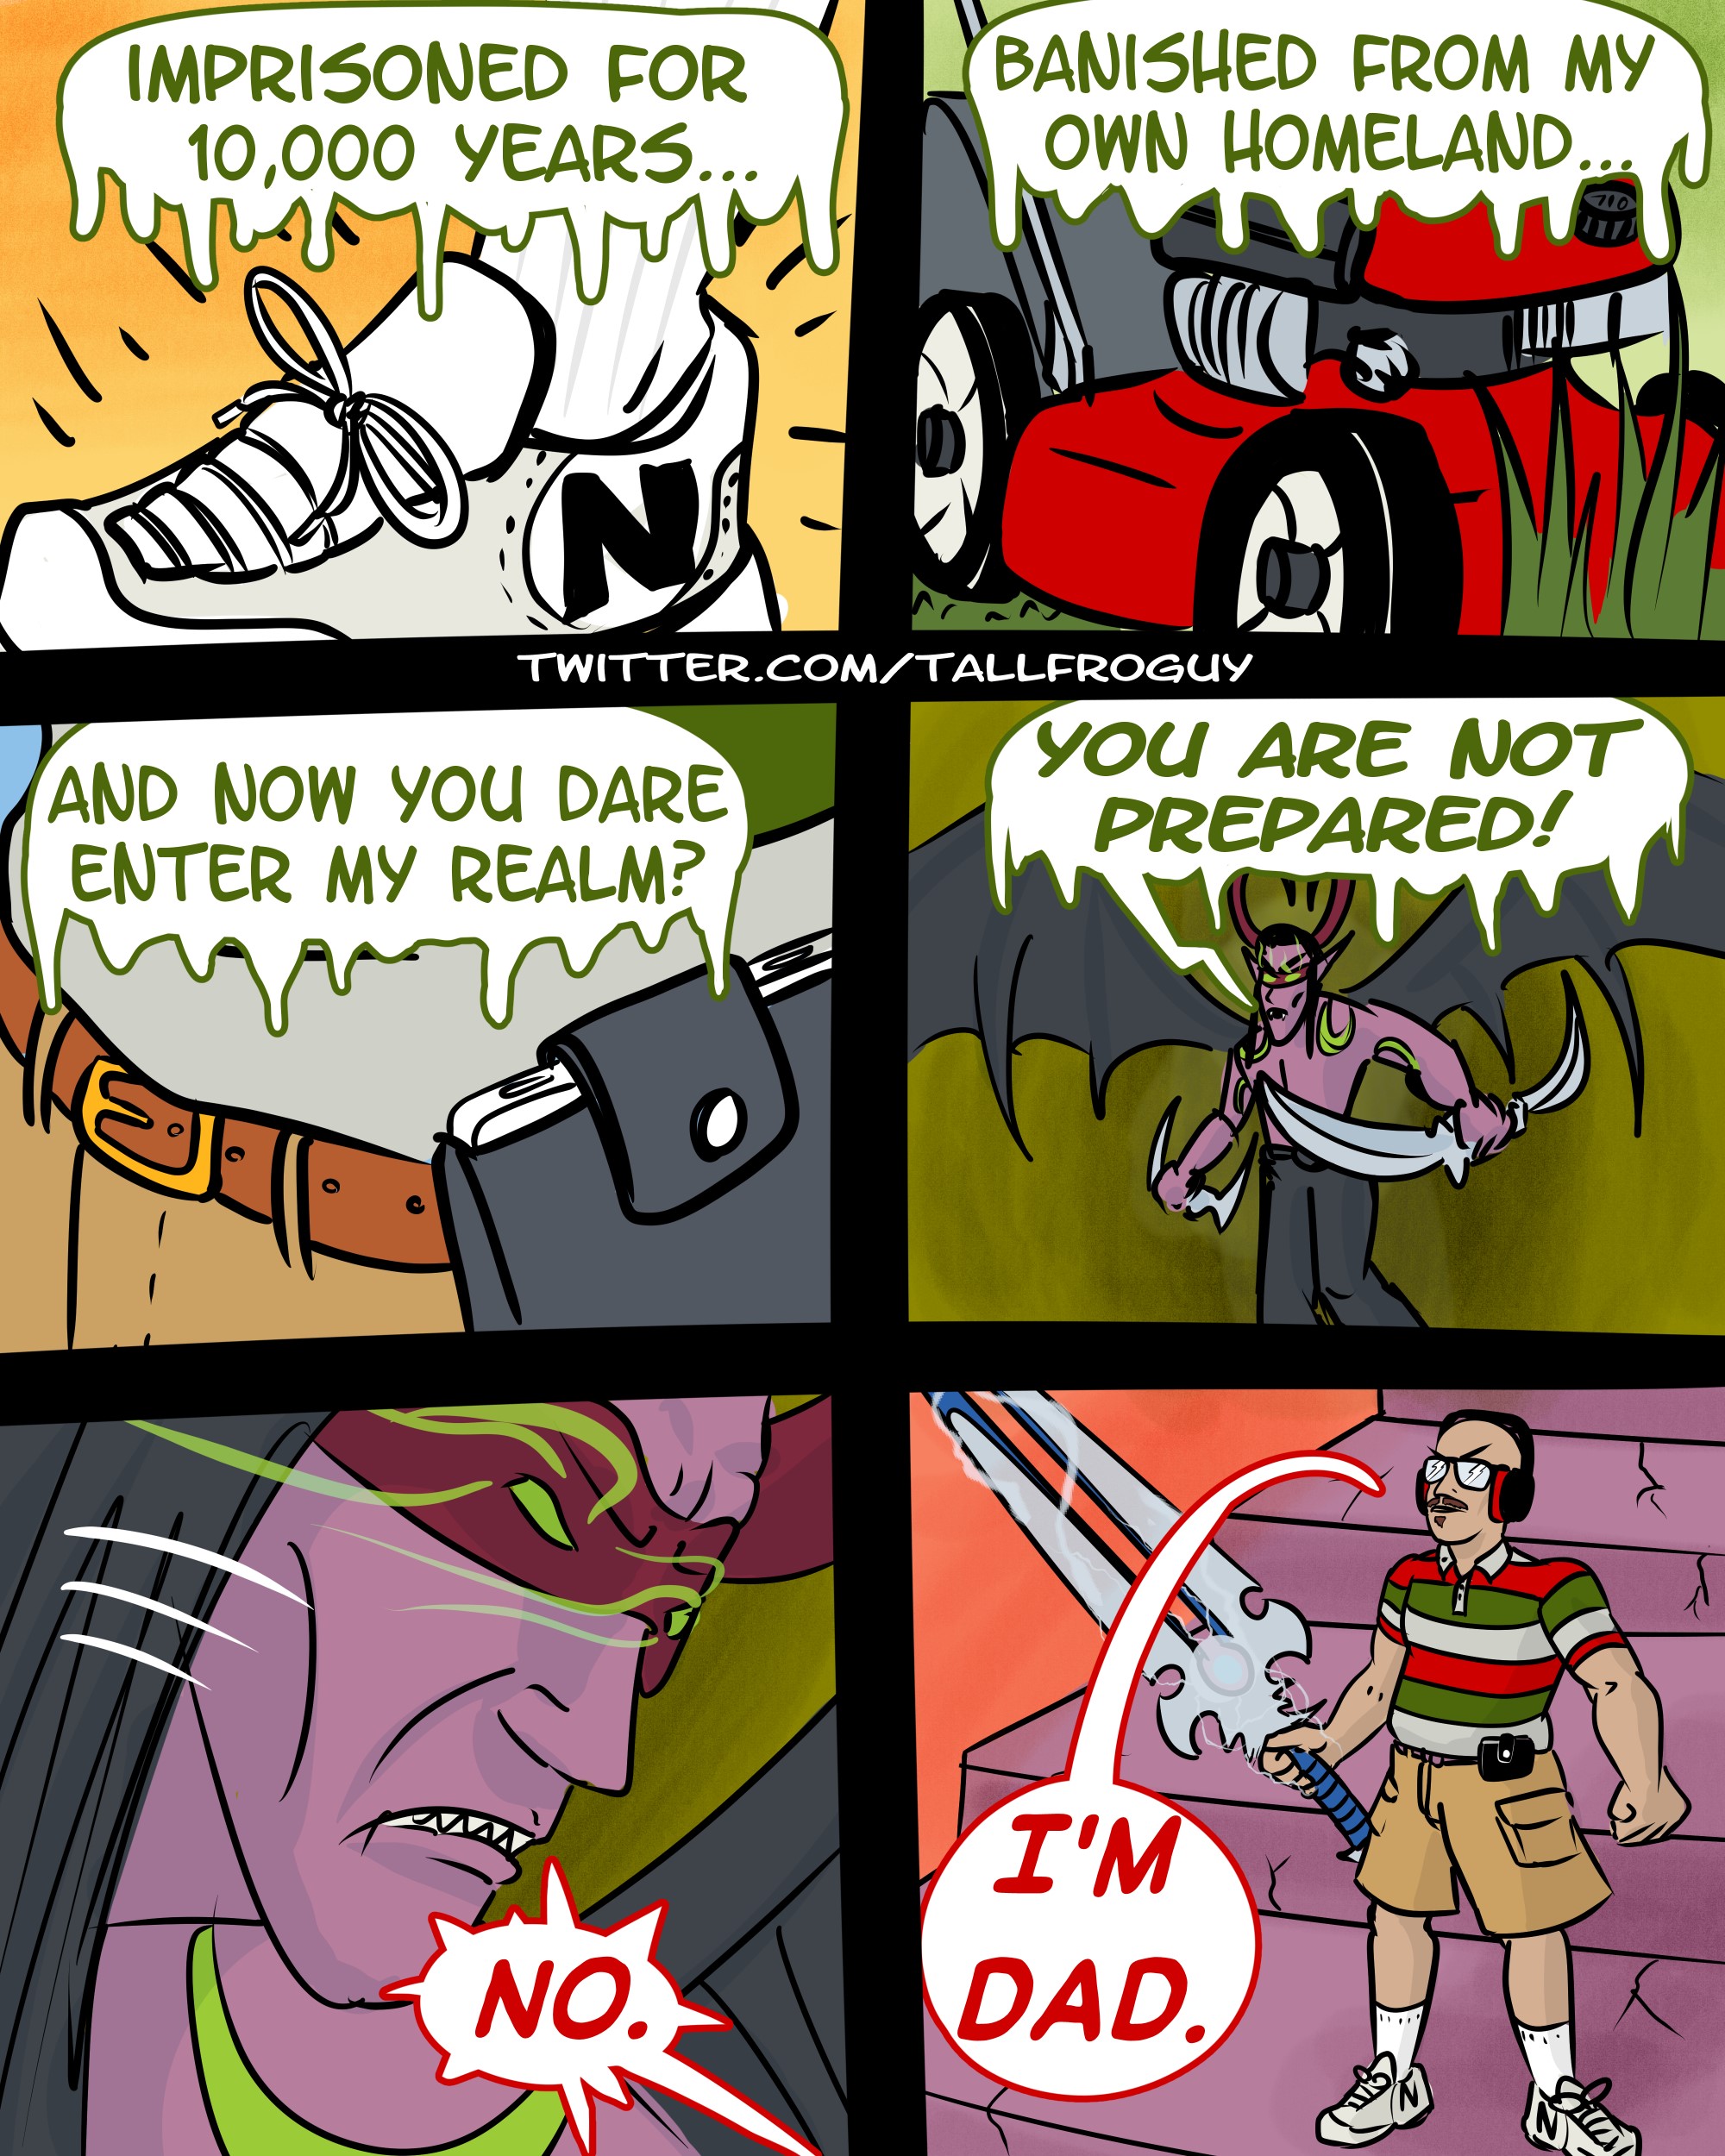 IMPRISONED FOR
10,000 YEARS...
BANISHED FROM MY
OWN HOMELAND...
710
N
TWITTER.COM/TALLFROGUY
AND NOW YOU DARE
ENTER MY REALM?
YOU ARE NOT
PREPARED!
NO.
I'M
DAD.
N
N